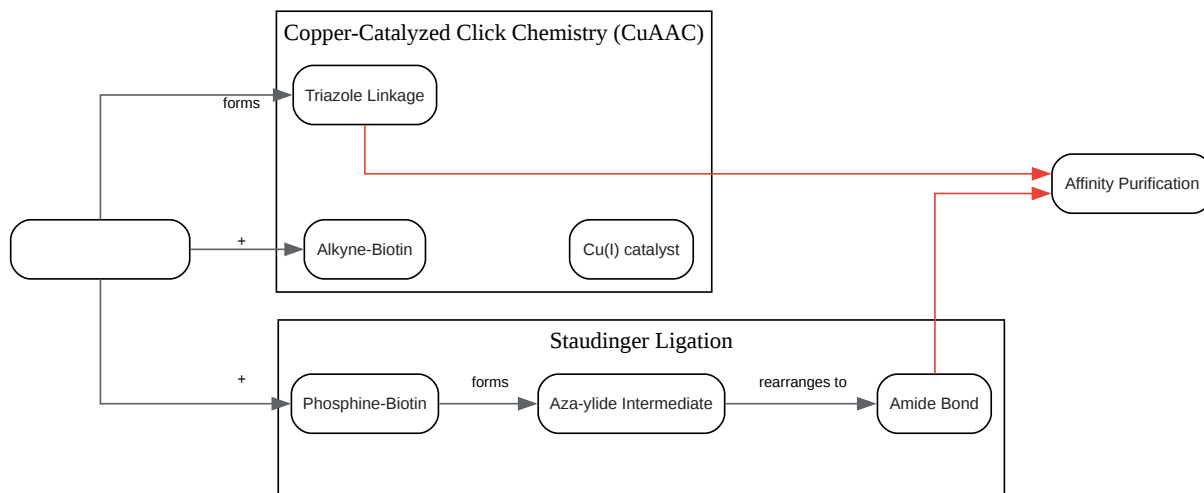 Copper-Catalyzed Click Chemistry (CuAAC)
Triazole Linkage
forms
Affinity Purification
+
Alkyne-Biotin
Cu(I) catalyst
Staudinger Ligation
+
Phosphine-Biotin
forms
Aza-ylide Intermediate
rearranges to
Amide Bond